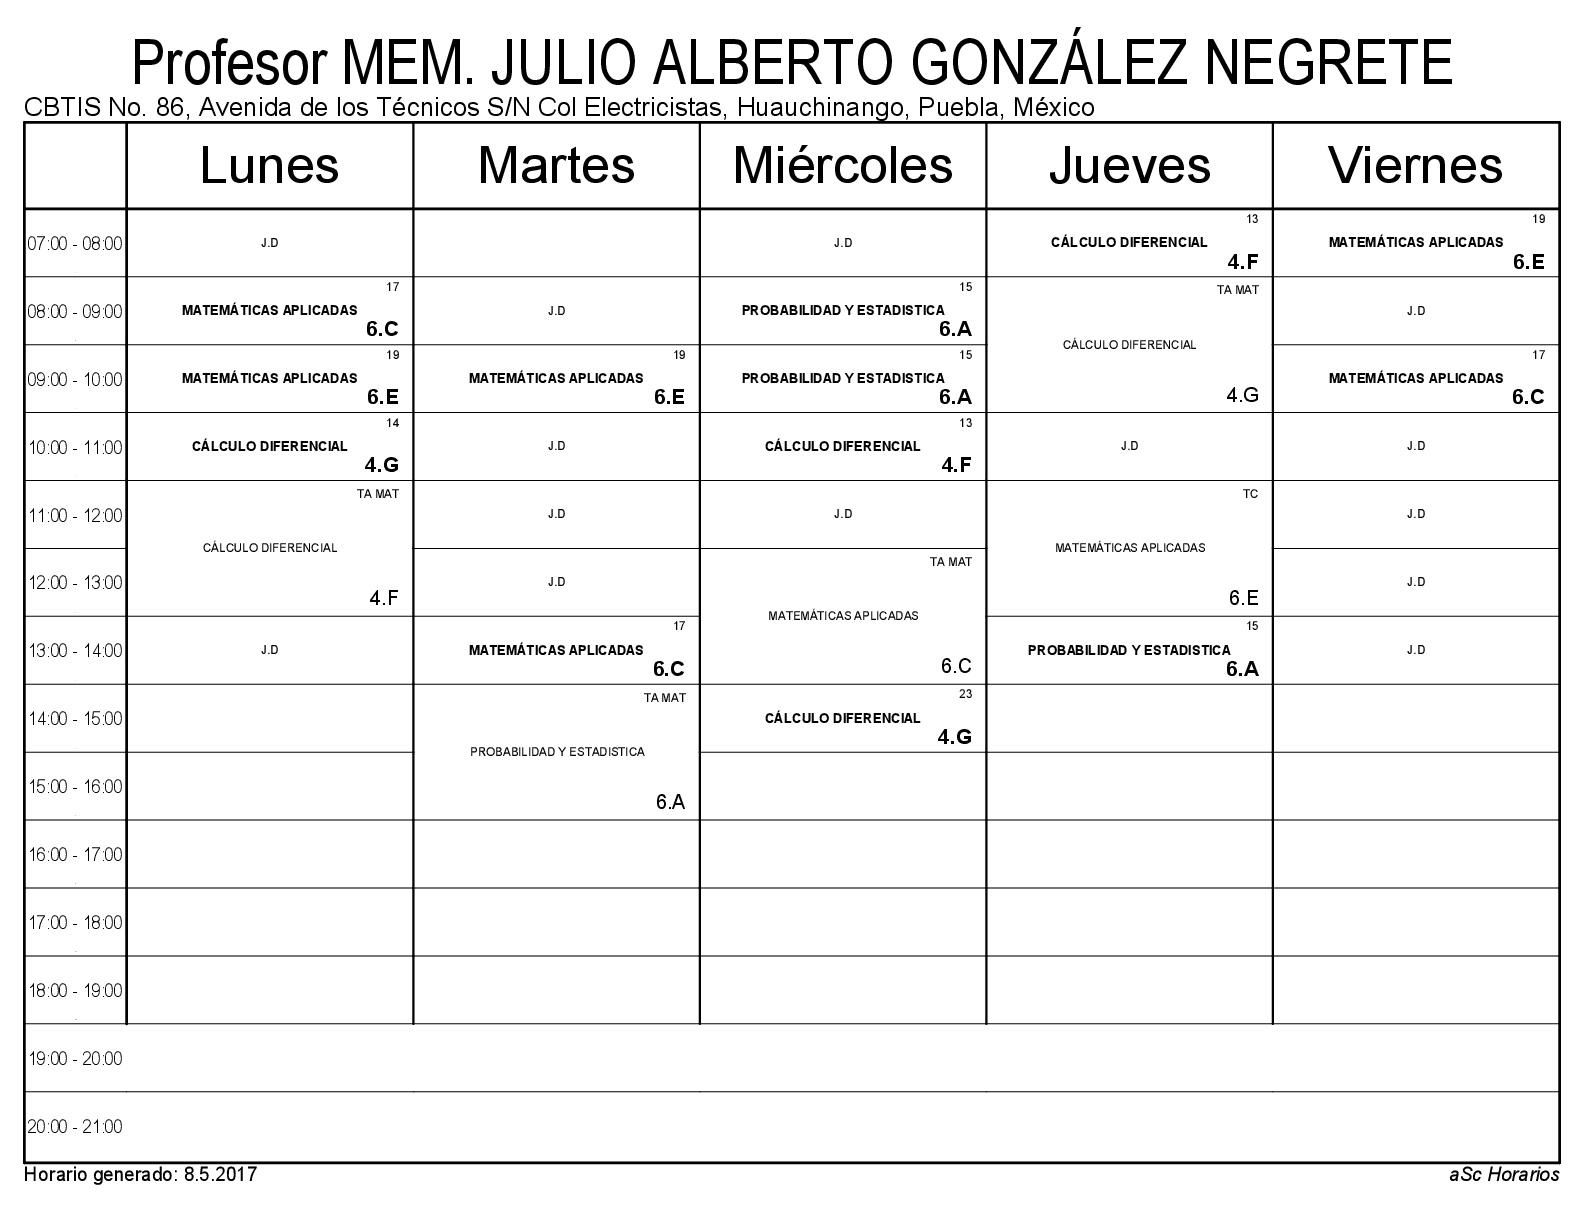 Profesor MEM. JULIO ALBERTO GONZÁLEZ NEGRETE
CBTIS No. 86, Avenida de los Técnicos S/N Col Electricistas, Huauchinango, Puebla, México
Lunes Martes Miércoles Jueves Viernes
13 19
07:00 - 08:00 J.D J.D CÁLCULO DIFERENCIAL MATEMÁTICAS APLICADAS
4.F 6.E
17 15 TA MAT
08:00 - 09:00 MATEMÁTICAS APLICADAS J.D PROBABILIDAD Y ESTADISTICA J.D
6.C 6.A
CÁLCULO DIFERENCIAL
19 19 15 17
09:00 - 10:00 MATEMÁTICAS APLICADAS MATEMÁTICAS APLICADAS PROBABILIDAD Y ESTADISTICA MATEMÁTICAS APLICADAS
6.E 6.E 6.A 4.G 6.C
14 13
10:00 - 11:00 CÁLCULO DIFERENCIAL J.D CÁLCULO DIFERENCIAL J.D J.D
4.G 4.F
TA MAT TC
11:00 - 12:00 J.D J.D J.D
CÁLCULO DIFERENCIAL MATEMÁTICAS APLICADAS
TA MAT
12:00 - 13:00 J.D J.D
4.F 6.E
MATEMÁTICAS APLICADAS
17 15
13:00 - 14:00 J.D MATEMÁTICAS APLICADAS PROBABILIDAD Y ESTADISTICA J.D
6.C 6.C 6.A
TA MAT 23
14:00 - 15:00 CÁLCULO DIFERENCIAL
4.G
PROBABILIDAD Y ESTADISTICA
15:00 - 16:00
6.A
16:00 - 17:00
17:00 - 18:00
18:00 - 19:00
19:00 - 20:00
20:00 - 21:00
Horario generado: 8.5.2017 aSc Horarios